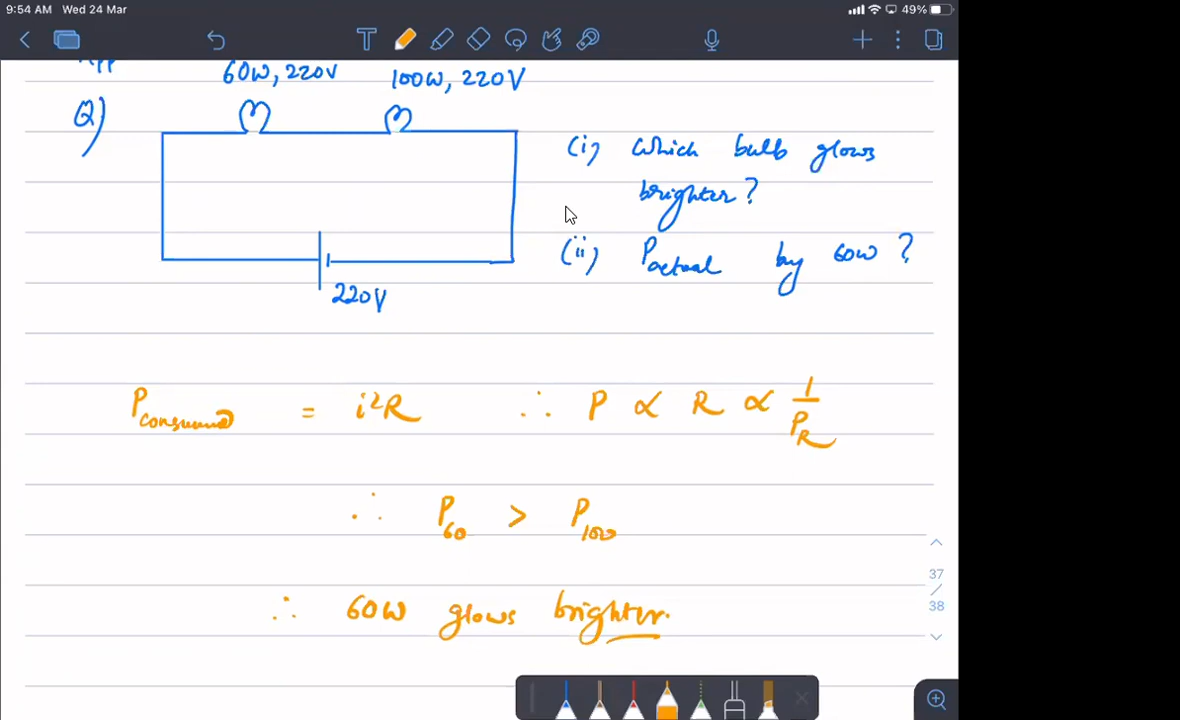 9:54 AM Wed 24 Mar 49%
App
60W, 220V 100W, 220V
Q)
(i) Which bulb glows
brighter?
(ii) Pactual by 60W ?
220V
Pconsumed = i²R ∴ P ∝ R ∝ 1/PR
∴ P60 > P100
∴ 60W glows brighter.
37
/
38